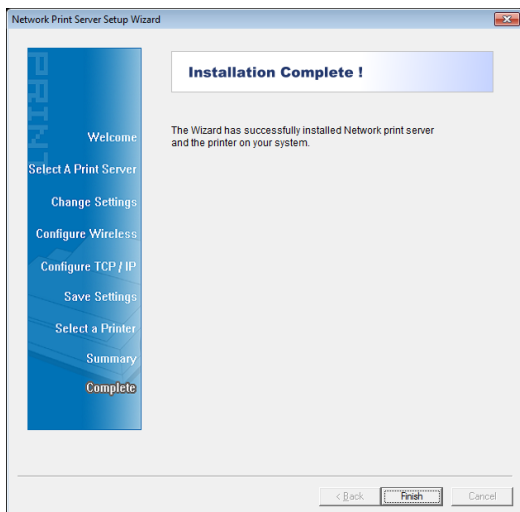 Network Print Server Setup Wizard
PRINT
Installation Complete !
The Wizard has successfully installed Network print server
and the printer on your system.
Welcome
Select A Print Server
Change Settings
Configure Wireless
Configure TCP / IP
Save Settings
Select a Printer
Summary
Complete
< Back
Finish
Cancel